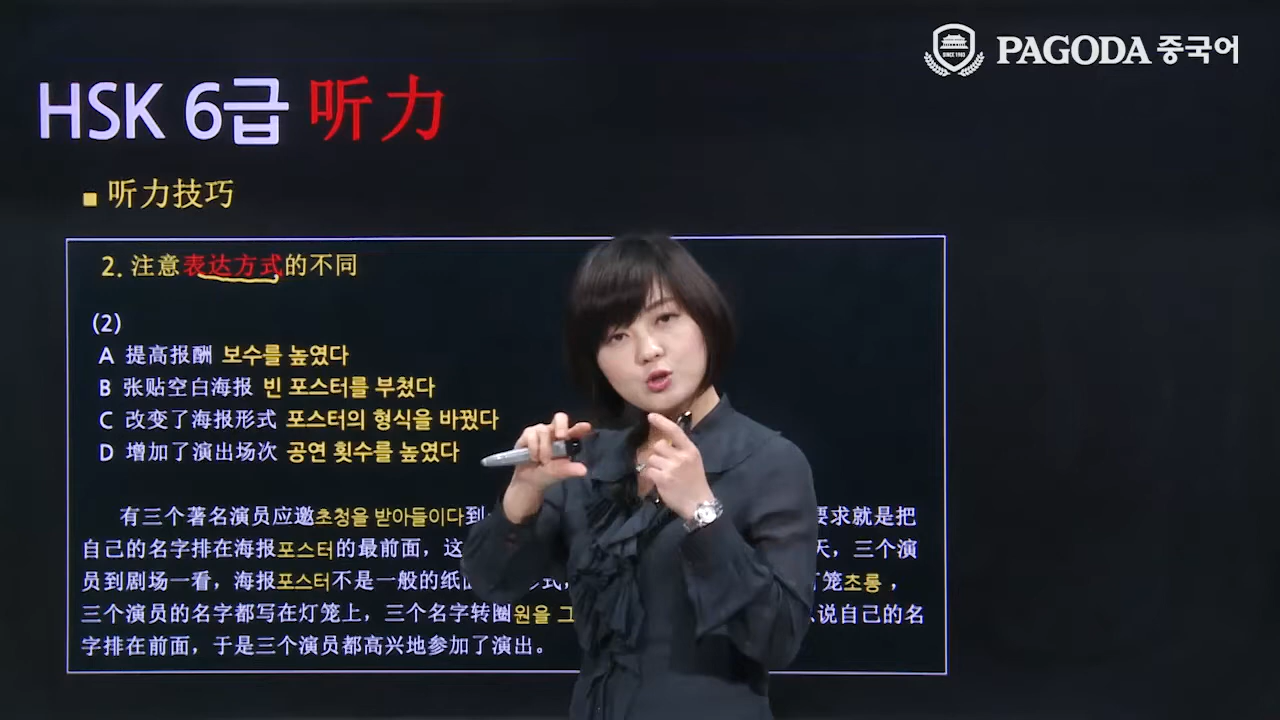 SINCE 1983
PAGODA 중국어
HSK 6급 听力
■ 听力技巧
2. 注意表达方式的不同
(2)
A 提高报酬 보수를 높였다
B 张贴空白海报 빈 포스터를 부쳤다
C 改变了海报形式 포스터의 형식을 바꿨다
D 增加了演出场次 공연 횟수를 높였다
有三个著名演员应邀초청을 받아들이다到 要求就是把
自己的名字排在海报포스터的最前面，这 天，三个演
员到剧场一看，海报포스터不是一般的纸 形式， 灯笼초롱，
三个演员的名字都写在灯笼上，三个名字转圈원을 그 说自己的名
字排在前面，于是三个演员都高兴地参加了演出。